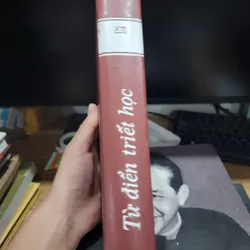 Từ điển triết học